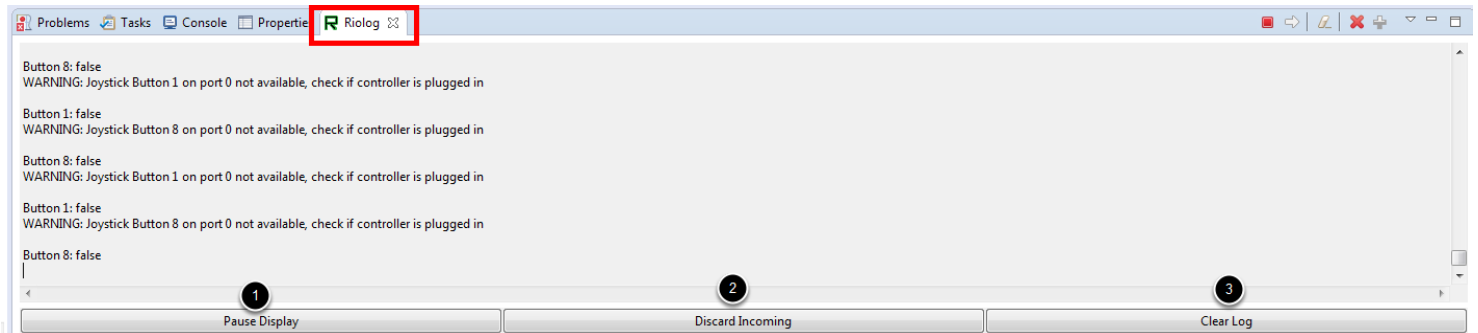 Problems Tasks Console Propertie Riolog
Button 8: false
WARNING: Joystick Button 1 on port 0 not available, check if controller is plugged in
Button 1: false
WARNING: Joystick Button 8 on port 0 not available, check if controller is plugged in
Button 8: false
WARNING: Joystick Button 1 on port 0 not available, check if controller is plugged in
Button 1: false
WARNING: Joystick Button 8 on port 0 not available, check if controller is plugged in
Button 8: false
1 2 3
Pause Display Discard Incoming Clear Log